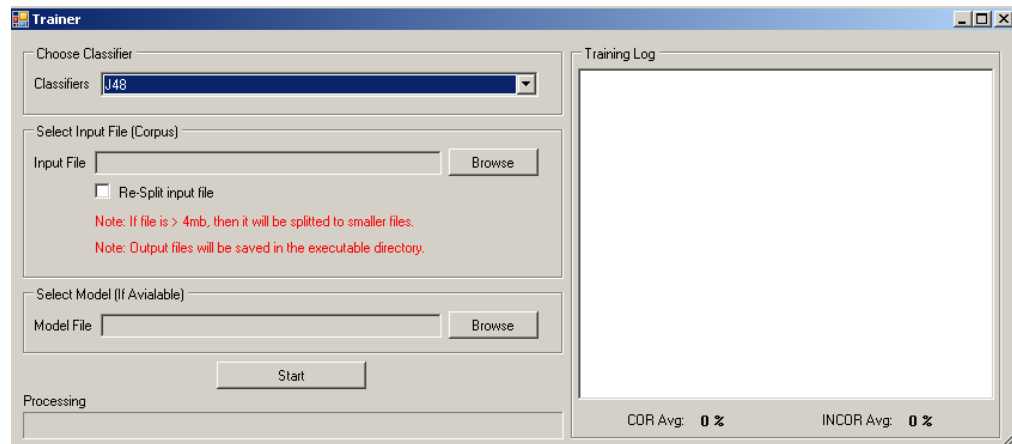 Trainer
Choose Classifier
Classifiers J48
Select Input File (Corpus)
Input File Browse
Re-Split input file
Note: If file is > 4mb, then it will be splitted to smaller files.
Note: Output files will be saved in the executable directory.
Select Model (If Avialable)
Model File Browse
Start
Processing
Training Log
COR Avg: 0 % INCOR Avg: 0 %